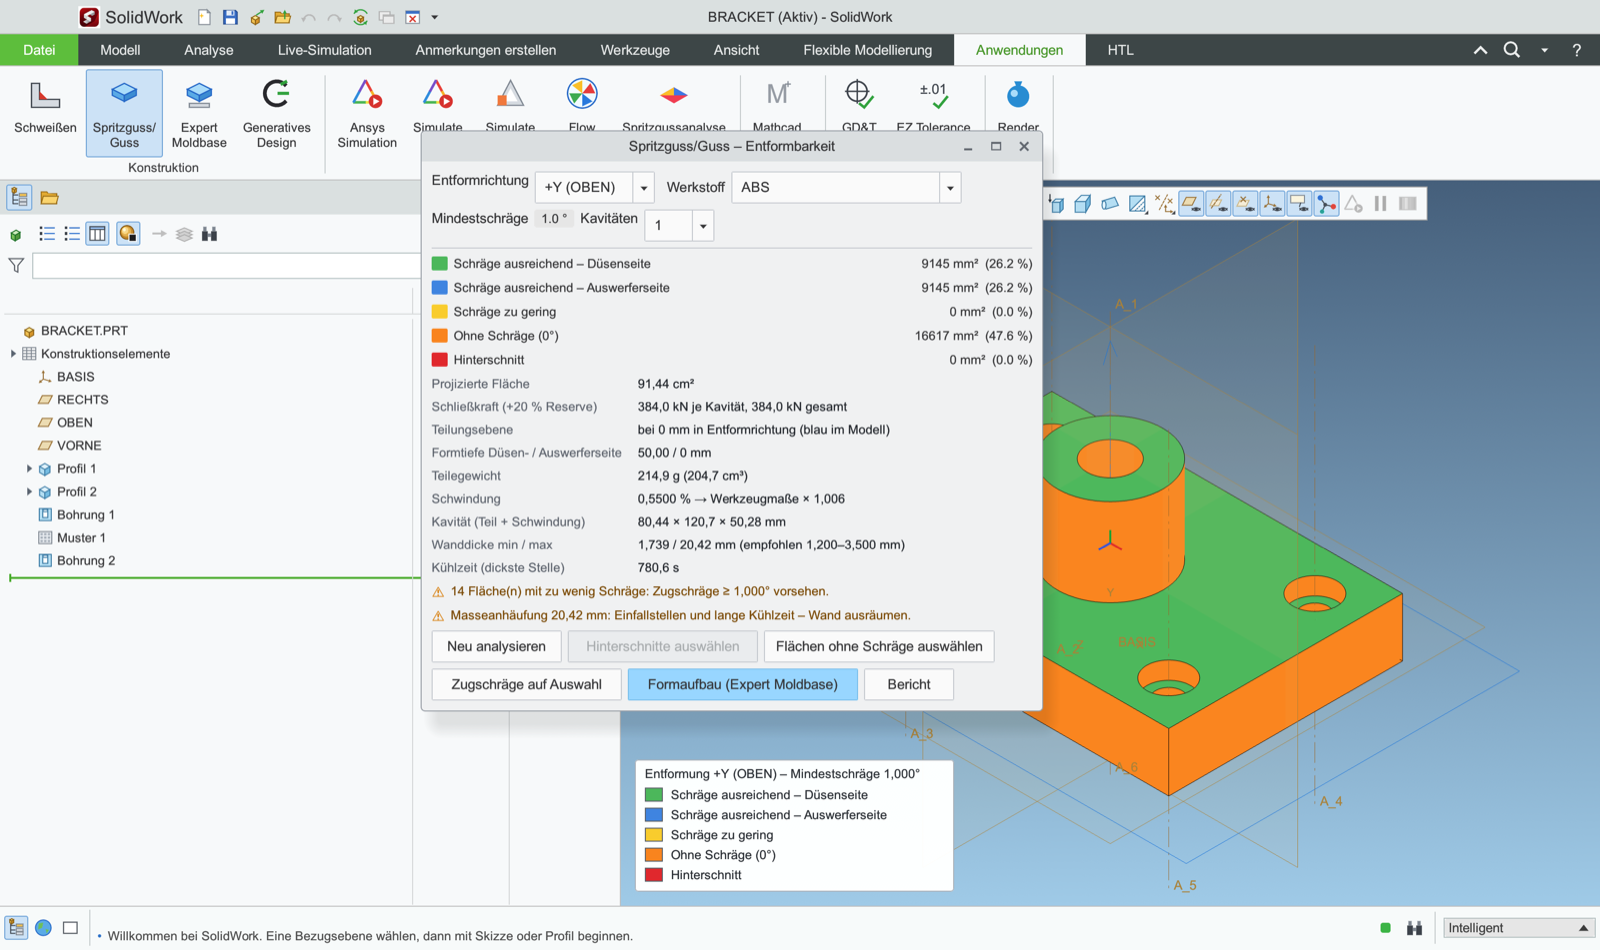 SolidWork
BRACKET (Aktiv) - SolidWork
Datei
Modell
Analyse
Live-Simulation
Anmerkungen erstellen
Werkzeuge
Ansicht
Flexible Modellierung
Anwendungen
HTL
?
Schweißen
Spritzguss/
Guss
Expert
Moldbase
Generatives
Design
Ansys
Simulation
Simulate
Simulate
Flow
Spritzgussanalyse
Mathcad
GD&T
±.01
EZ Tolerance
Render
Konstruktion
BRACKET.PRT
Konstruktionselemente
BASIS
RECHTS
OBEN
VORNE
Profil 1
Profil 2
Bohrung 1
Muster 1
Bohrung 2
Spritzguss/Guss – Entformbarkeit
Entformrichtung +Y (OBEN) Werkstoff ABS
Mindestschräge 1.0 ° Kavitäten 1
Schräge ausreichend – Düsenseite 9145 mm² (26.2 %)
Schräge ausreichend – Auswerferseite 9145 mm² (26.2 %)
Schräge zu gering 0 mm² (0.0 %)
Ohne Schräge (0°) 16617 mm² (47.6 %)
Hinterschnitt 0 mm² (0.0 %)
Projizierte Fläche 91,44 cm²
Schließkraft (+20 % Reserve) 384,0 kN je Kavität, 384,0 kN gesamt
Teilungsebene bei 0 mm in Entformrichtung (blau im Modell)
Formtiefe Düsen- / Auswerferseite 50,00 / 0 mm
Teilegewicht 214,9 g (204,7 cm³)
Schwindung 0,5500 % → Werkzeugmaße × 1,006
Kavität (Teil + Schwindung) 80,44 × 120,7 × 50,28 mm
Wanddicke min / max 1,739 / 20,42 mm (empfohlen 1,200–3,500 mm)
Kühlzeit (dickste Stelle) 780,6 s
14 Fläche(n) mit zu wenig Schräge: Zugschräge ≥ 1,000° vorsehen.
Masseanhäufung 20,42 mm: Einfallstellen und lange Kühlzeit – Wand ausräumen.
Neu analysieren
Hinterschnitte auswählen
Flächen ohne Schräge auswählen
Zugschräge auf Auswahl
Formaufbau (Expert Moldbase)
Bericht
A_1
Y
A_2
Z
BASIS
A_3
A_6
A_4
A_5
Entformung +Y (OBEN) – Mindestschräge 1,000°
Schräge ausreichend – Düsenseite
Schräge ausreichend – Auswerferseite
Schräge zu gering
Ohne Schräge (0°)
Hinterschnitt
• Willkommen bei SolidWork. Eine Bezugsebene wählen, dann mit Skizze oder Profil beginnen.
Intelligent